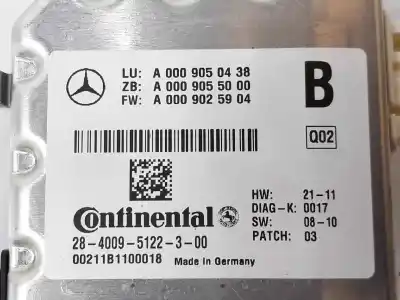 LU: A 000 905 04 38
ZB: A 000 905 50 00
FW: A 000 902 59 04
B
Q02
Continental
28-4009-5122-3-00
00211B1100018 Made in Germany
HW: 21-11
DIAG-K: 0017
SW: 08-10
PATCH: 03